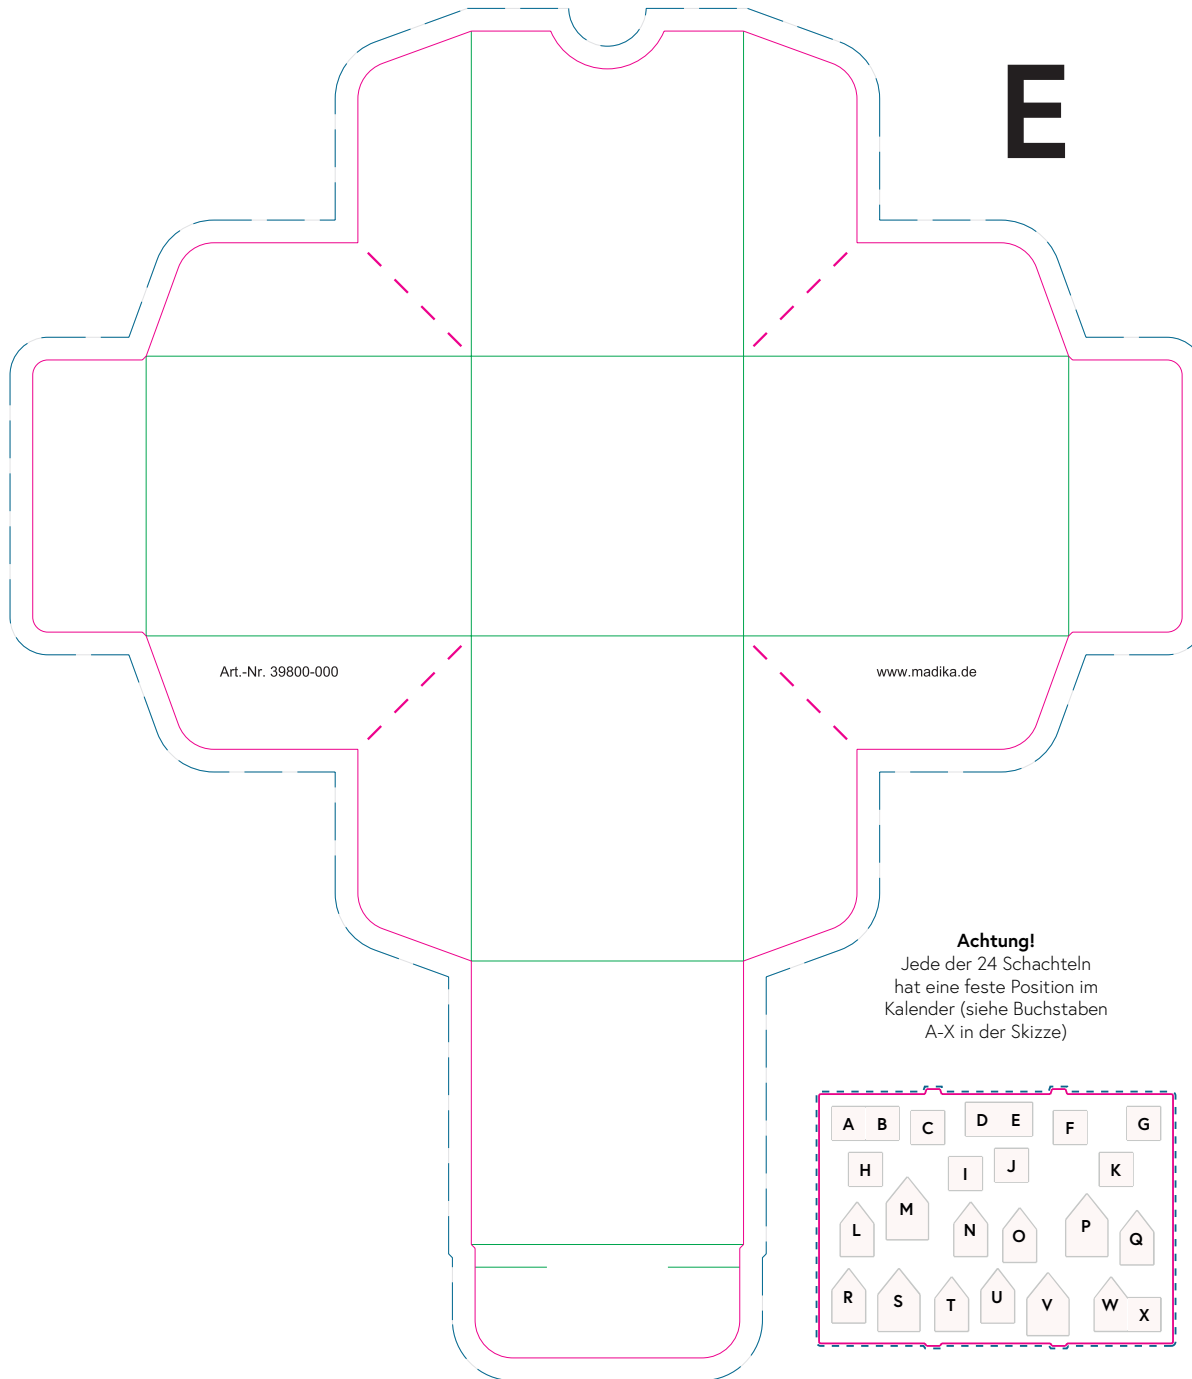 E
Art.-Nr. 39800-000
www.madika.de
Achtung!
Jede der 24 Schachteln
hat eine feste Position im
Kalender (siehe Buchstaben
A-X in der Skizze)
A B C D E F G
H I J K
L M N O P Q
R S T U V W X